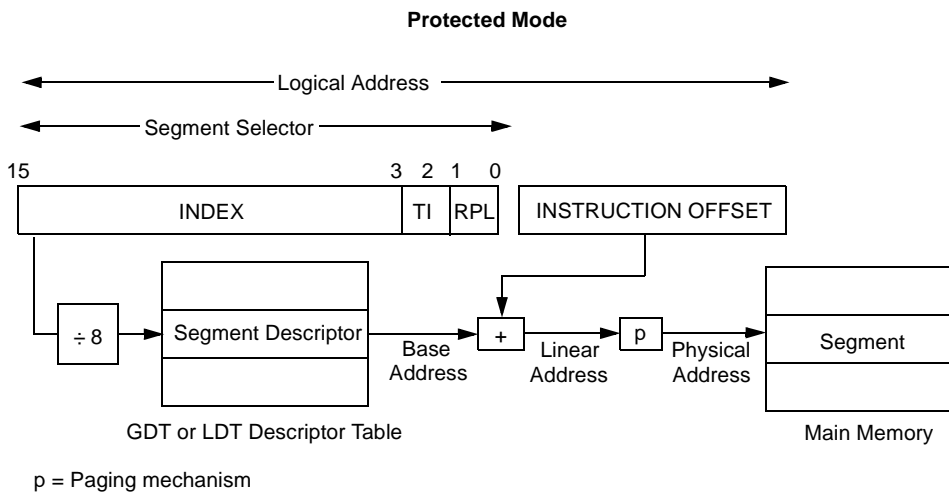 Protected Mode
Logical Address
Segment Selector
15 3 2 1 0
INDEX TI RPL INSTRUCTION OFFSET
÷ 8
Segment Descriptor
+
p
Segment
Base
Address
Linear
Address
Physical
Address
GDT or LDT Descriptor Table
Main Memory
p = Paging mechanism